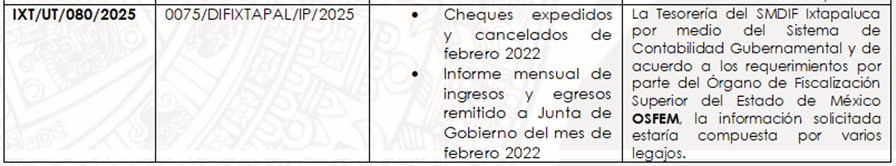 IXT/UT/080/2025
0075/DIFIXTAPAL/IP/2025
• Cheques expedidos
y cancelados de
febrero 2022
• Informe mensual de
ingresos y egresos
remitido a Junta de
Gobierno del mes de
febrero 2022
La Tesorería del SMDIF Ixtapaluca
por medio del Sistema de
Contabilidad Gubernamental y de
acuerdo a los requerimientos por
parte del Órgano de Fiscalización
Superior del Estado de México
OSFEM, la información solicitada
estaría compuesta por varios
legajos.